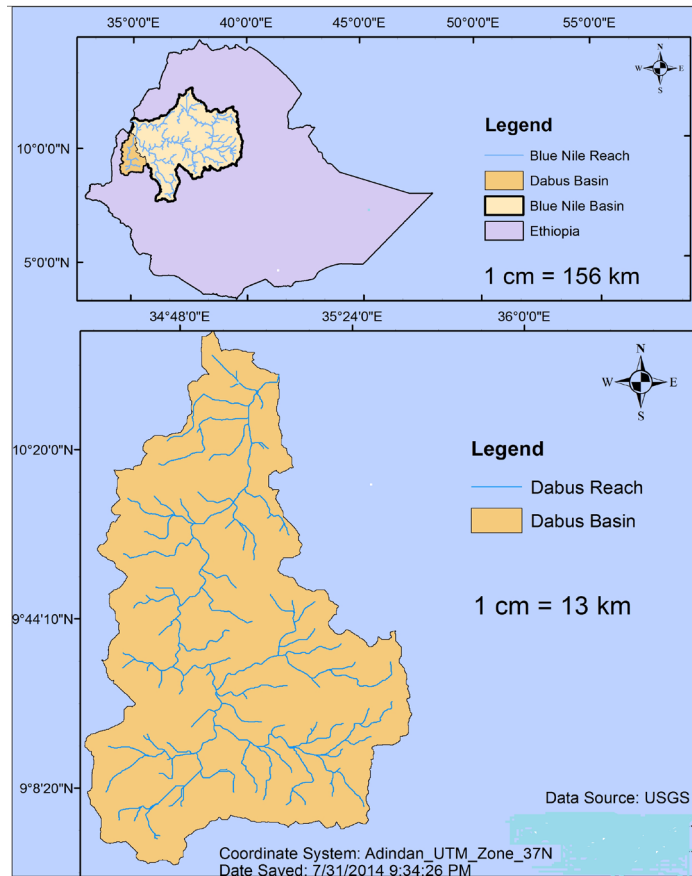 35°0'0"E 40°0'0"E 45°0'0"E 50°0'0"E 55°0'0"E
N
W E
S
10°0'0"N
5°0'0"N
Legend
Blue Nile Reach
Dabus Basin
Blue Nile Basin
Ethiopia
1 cm = 156 km
34°48'0"E 35°24'0"E 36°0'0"E
N
W E
S
10°20'0"N
9°44'10"N
9°8'20"N
Legend
Dabus Reach
Dabus Basin
1 cm = 13 km
Data Source: USGS
Coordinate System: Adindan_UTM_Zone_37N
Date Saved: 7/31/2014 9:34:26 PM